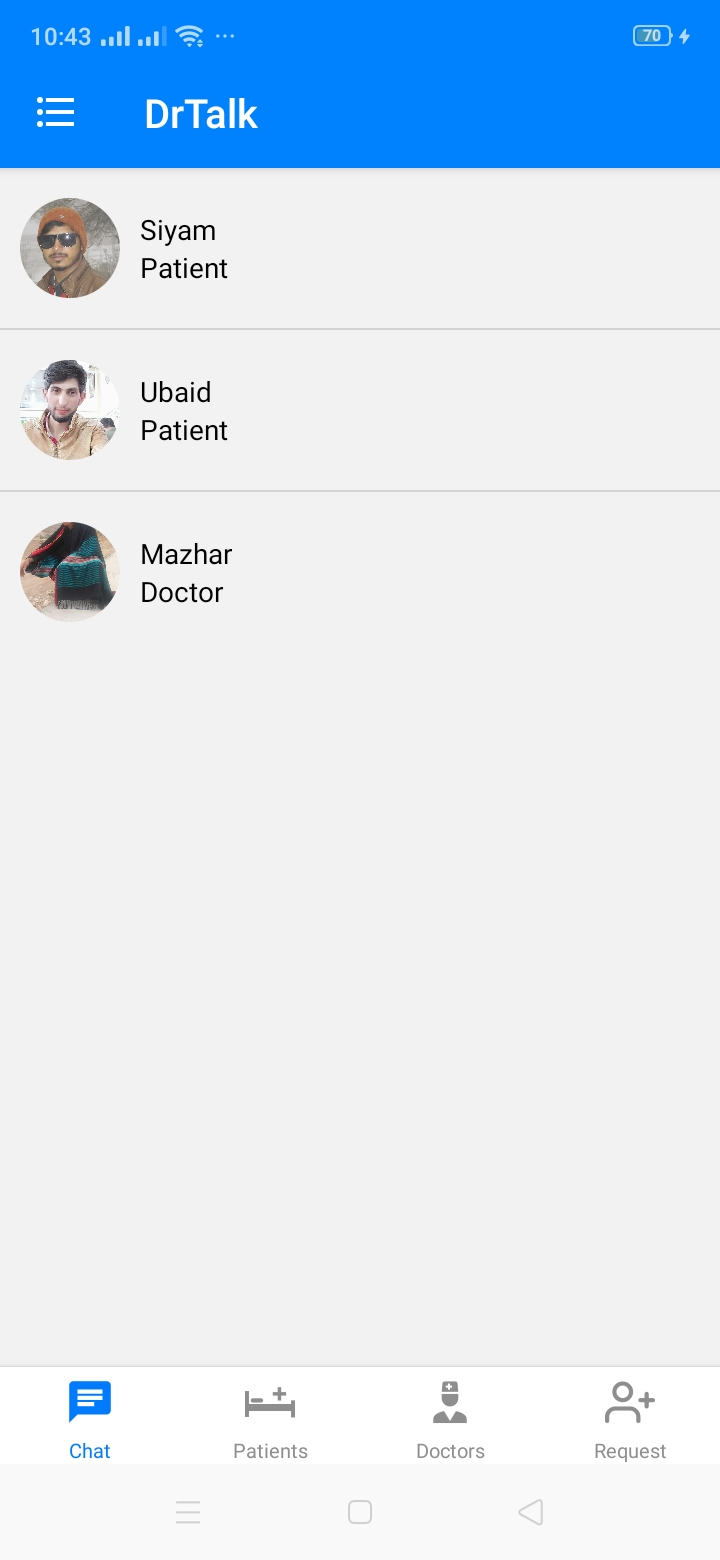 10:43
70
DrTalk
Siyam
Patient
Ubaid
Patient
Mazhar
Doctor
Chat
Patients
Doctors
Request